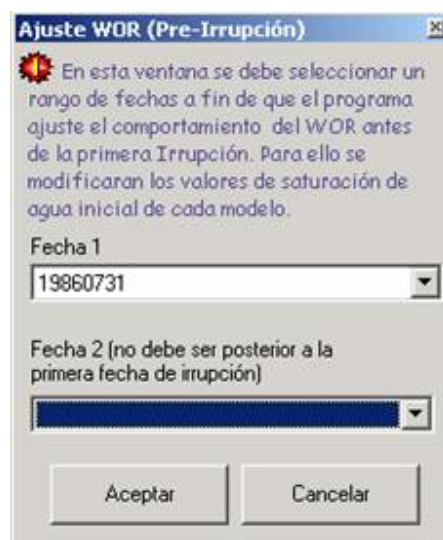 Ajuste WOR (Pre-Irrupción)
En esta ventana se debe seleccionar un
rango de fechas a fin de que el programa
ajuste el comportamiento del WOR antes
de la primera Irrupción. Para ello se
modificaran los valores de saturación de
agua inicial de cada modelo.
Fecha 1
19860731
Fecha 2 (no debe ser posterior a la
primera fecha de irrupción)
Aceptar
Cancelar